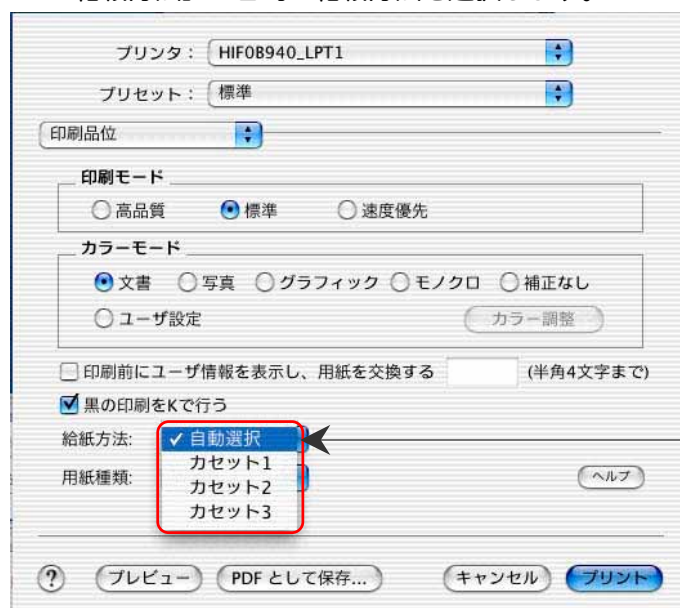 プリンタ： HIF0B940_LPT1
プリセット： 標準
印刷品位
印刷モード
高品質 標準 速度優先
カラーモード
文書 写真 グラフィック モノクロ 補正なし
ユーザ設定 カラー調整
印刷前にユーザ情報を表示し、用紙を交換する (半角4文字まで)
黒の印刷をKで行う
給紙方法: ✓ 自動選択
カセット1
用紙種類: ヘルプ
カセット2
カセット3
? プレビュー PDF として保存... キャンセル プリント